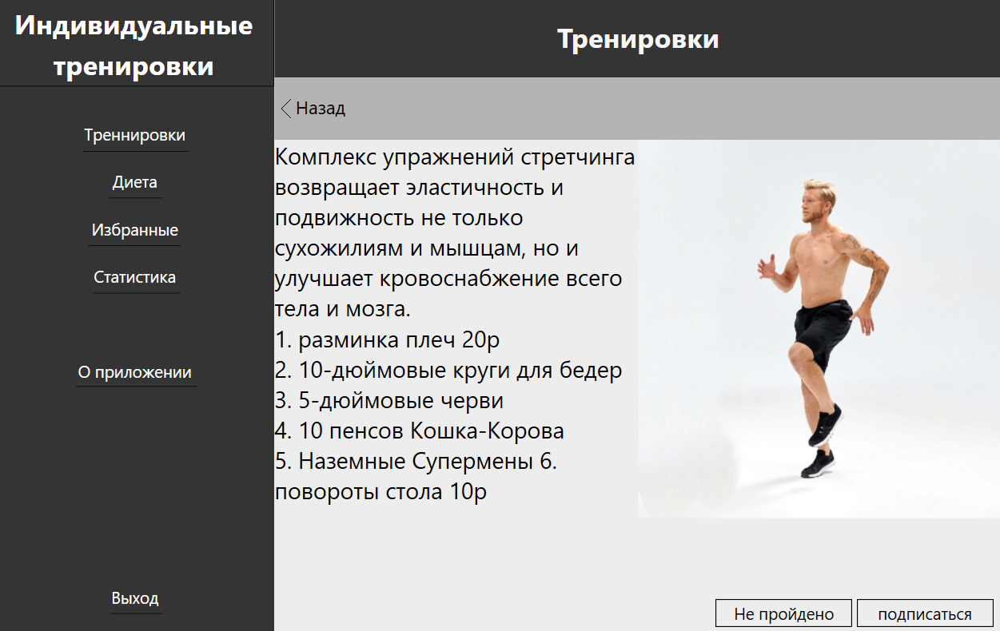 Индивидуальные
тренировки
Тренировки
Треннировки
Диета
Избранные
Статистика
О приложении
Выход
Назад
Комплекс упражнений стретчинга
возвращает эластичность и
подвижность не только
сухожилиям и мышцам, но и
улучшает кровоснабжение всего
тела и мозга.
1. разминка плеч 20р
2. 10-дюймовые круги для бедер
3. 5-дюймовые черви
4. 10 пенсов Кошка-Корова
5. Наземные Супермены 6.
повороты стола 10р
Не пройдено
подписаться